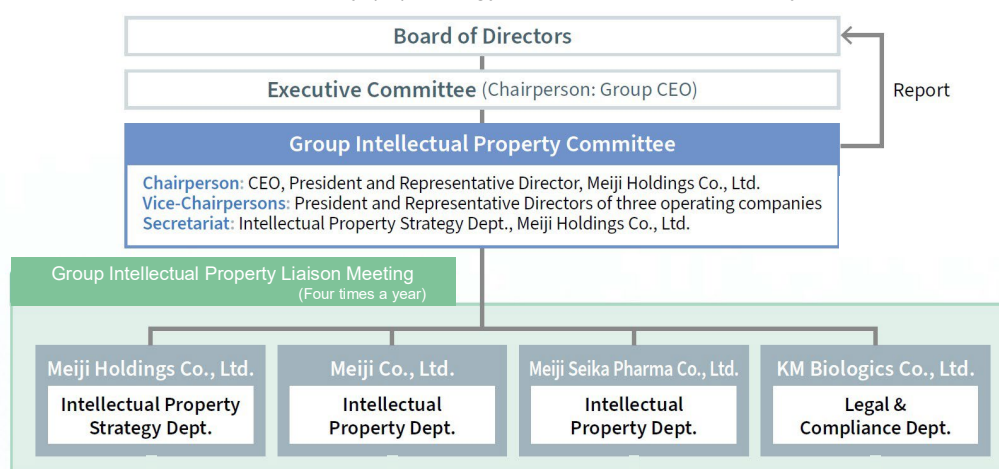 Board of Directors
Executive Committee (Chairperson: Group CEO)
Report
Group Intellectual Property Committee
Chairperson: CEO, President and Representative Director, Meiji Holdings Co., Ltd.
Vice-Chairpersons: President and Representative Directors of three operating companies
Secretariat: Intellectual Property Strategy Dept., Meiji Holdings Co., Ltd.
Group Intellectual Property Liaison Meeting
(Four times a year)
Meiji Holdings Co., Ltd.
Intellectual Property
Strategy Dept.
Meiji Co., Ltd.
Intellectual
Property Dept.
Meiji Seika Pharma Co., Ltd.
Intellectual
Property Dept.
KM Biologics Co., Ltd.
Legal &
Compliance Dept.